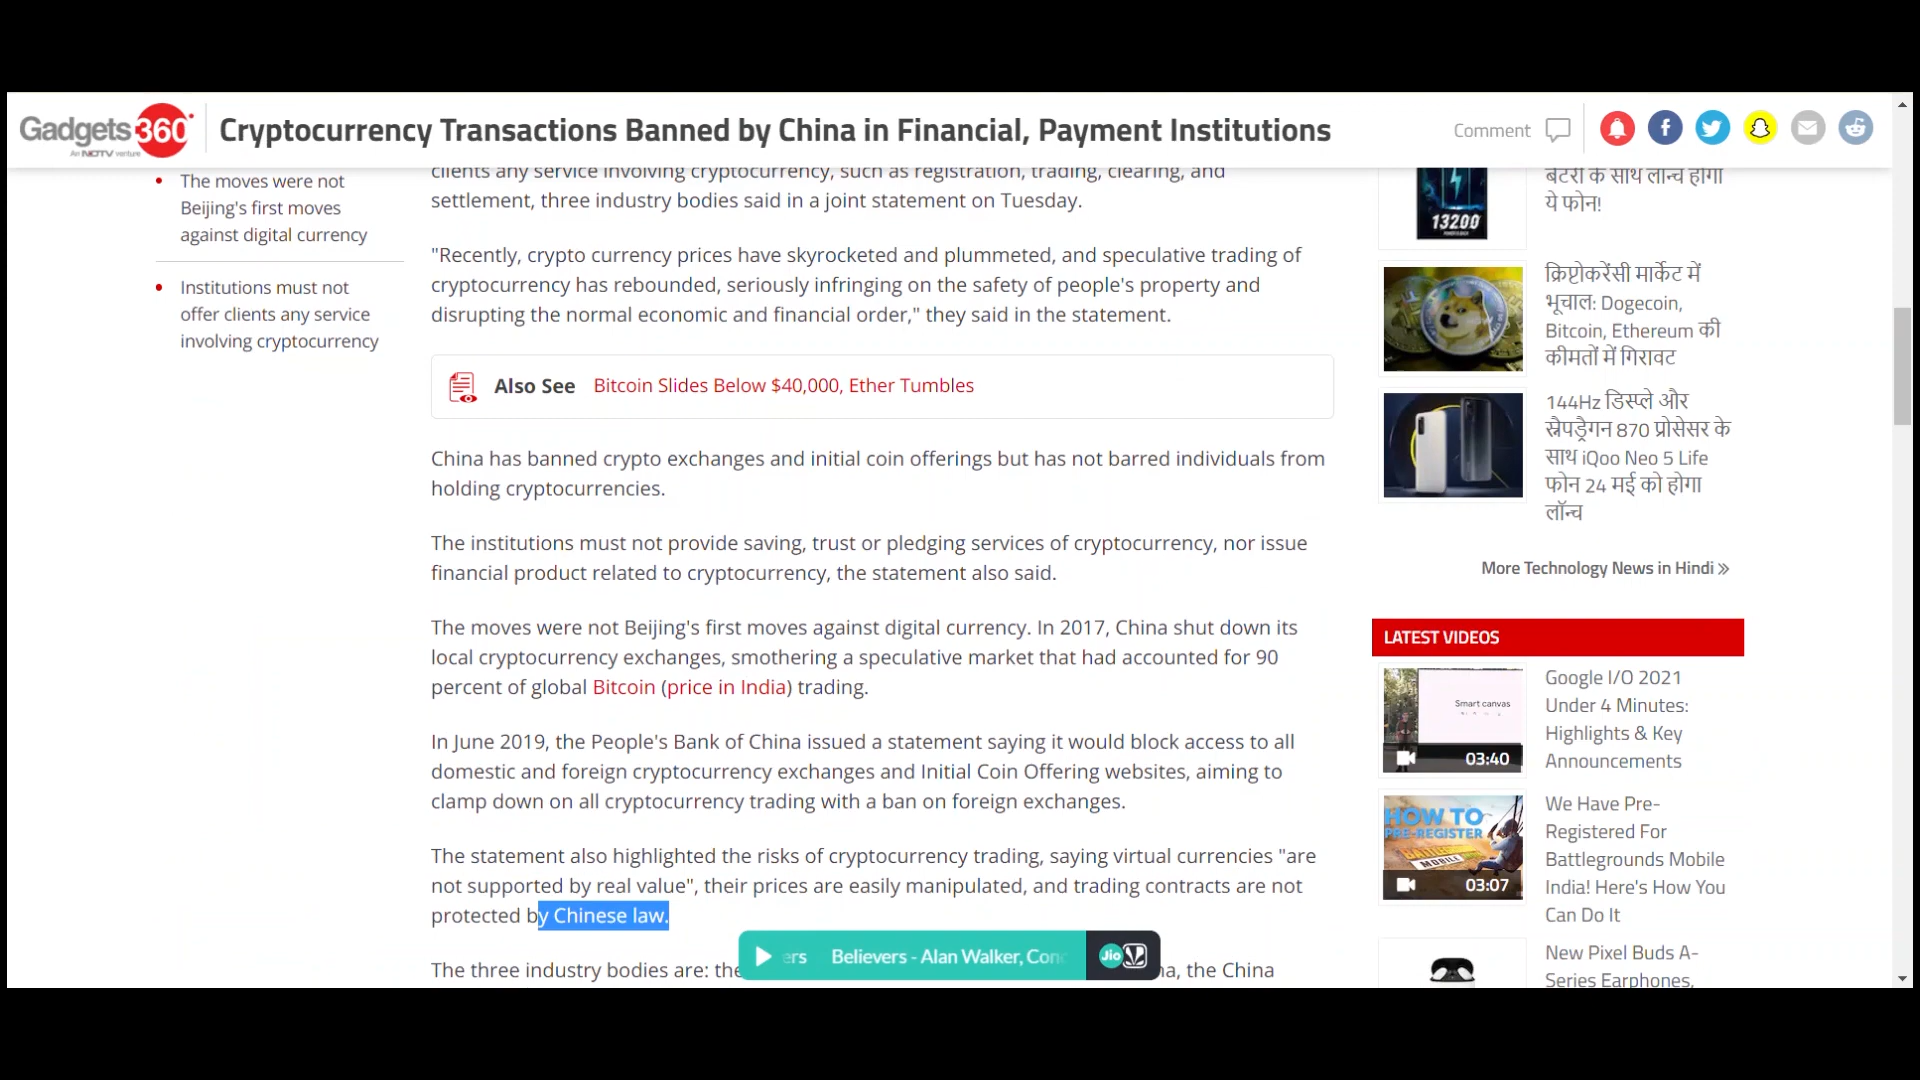 Gadgets 360
An NDTV venture
Cryptocurrency Transactions Banned by China in Financial, Payment Institutions
Comment
The moves were not
Beijing's first moves
against digital currency
Institutions must not
offer clients any service
involving cryptocurrency
clients any service involving cryptocurrency, such as registration, trading, clearing, and
settlement, three industry bodies said in a joint statement on Tuesday.
"Recently, crypto currency prices have skyrocketed and plummeted, and speculative trading of
cryptocurrency has rebounded, seriously infringing on the safety of people's property and
disrupting the normal economic and financial order," they said in the statement.
Also See Bitcoin Slides Below $40,000, Ether Tumbles
China has banned crypto exchanges and initial coin offerings but has not barred individuals from
holding cryptocurrencies.
The institutions must not provide saving, trust or pledging services of cryptocurrency, nor issue
financial product related to cryptocurrency, the statement also said.
The moves were not Beijing's first moves against digital currency. In 2017, China shut down its
local cryptocurrency exchanges, smothering a speculative market that had accounted for 90
percent of global Bitcoin (price in India) trading.
In June 2019, the People's Bank of China issued a statement saying it would block access to all
domestic and foreign cryptocurrency exchanges and Initial Coin Offering websites, aiming to
clamp down on all cryptocurrency trading with a ban on foreign exchanges.
The statement also highlighted the risks of cryptocurrency trading, saying virtual currencies "are
not supported by real value", their prices are easily manipulated, and trading contracts are not
protected by Chinese law.
The three industry bodies are: the
na, the China
ers Believers - Alan Walker, Con
Jio
13200
बैटरी के साथ लॉन्च होगा
ये फोन!
क्रिप्टोकरेंसी मार्केट में
भूचाल: Dogecoin,
Bitcoin, Ethereum की
कीमतों में गिरावट
144Hz डिस्प्ले और
स्नैपड्रैगन 870 प्रोसेसर के
साथ iQoo Neo 5 Life
फोन 24 मई को होगा
लॉन्च
More Technology News in Hindi »
LATEST VIDEOS
Smart canvas
03:40
Google I/O 2021
Under 4 Minutes:
Highlights & Key
Announcements
HOW TO
PRE-REGISTER
BATTLEGROUNDS
MOBILE
03:07
We Have Pre-
Registered For
Battlegrounds Mobile
India! Here's How You
Can Do It
New Pixel Buds A-
Series Earphones,